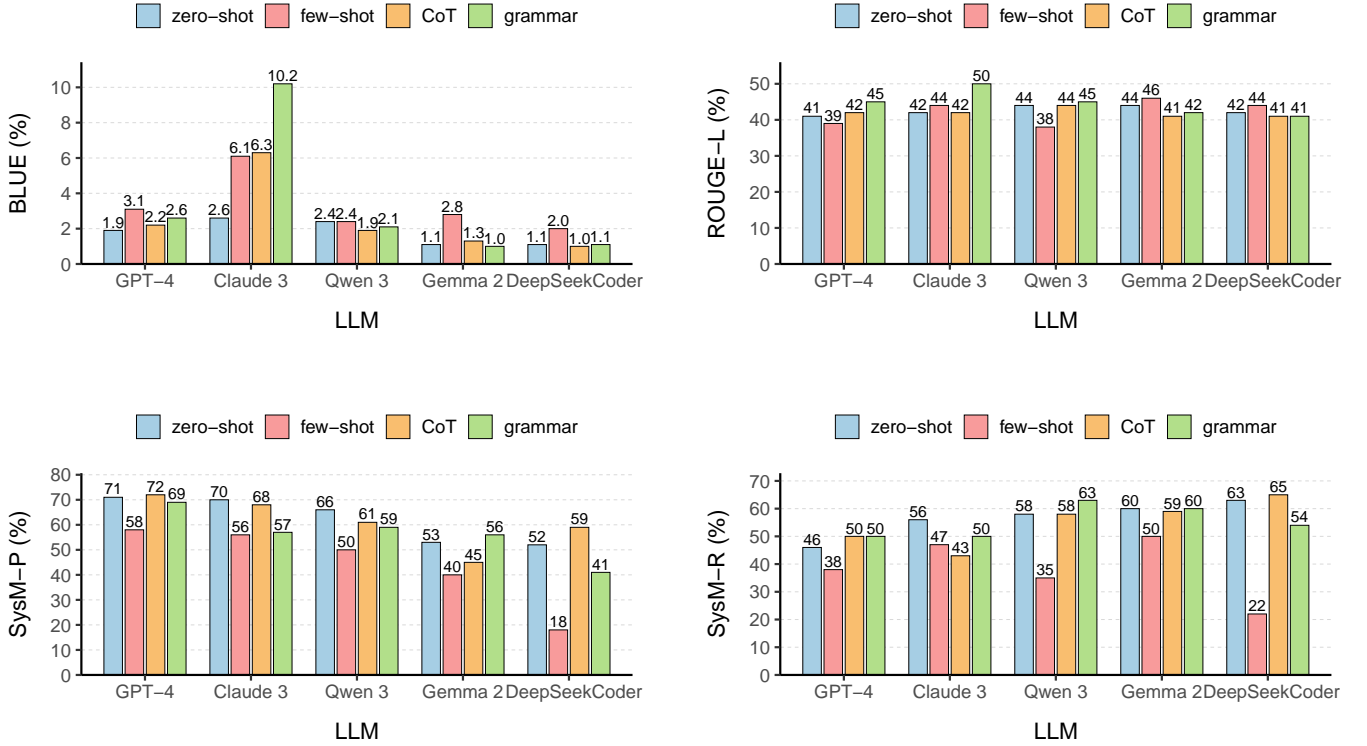 zero−shot few−shot CoT grammar
BLUE (%)
10
8
6
4
2
0
1.9 3.1 2.2 2.6 2.6 6.1 6.3 10.2 2.4 2.4 1.9 2.1 1.1 2.8 1.3 1.0 1.1 2.0 1.0 1.1
GPT−4 Claude 3 Qwen 3 Gemma 2 DeepSeekCoder
LLM
zero−shot few−shot CoT grammar
ROUGE−L (%)
50
40
30
20
10
0
41 39 42 45 42 44 42 50 44 38 44 45 44 46 41 42 42 44 41 41
GPT−4 Claude 3 Qwen 3 Gemma 2 DeepSeekCoder
LLM
zero−shot few−shot CoT grammar
SysM−P (%)
80
70
60
50
40
30
20
10
0
71 58 72 69 70 56 68 57 66 50 61 59 53 40 45 56 52 18 59 41
GPT−4 Claude 3 Qwen 3 Gemma 2 DeepSeekCoder
LLM
zero−shot few−shot CoT grammar
SysM−R (%)
70
60
50
40
30
20
10
0
46 38 50 50 56 47 43 50 58 35 58 63 60 50 59 60 63 22 65 54
GPT−4 Claude 3 Qwen 3 Gemma 2 DeepSeekCoder
LLM